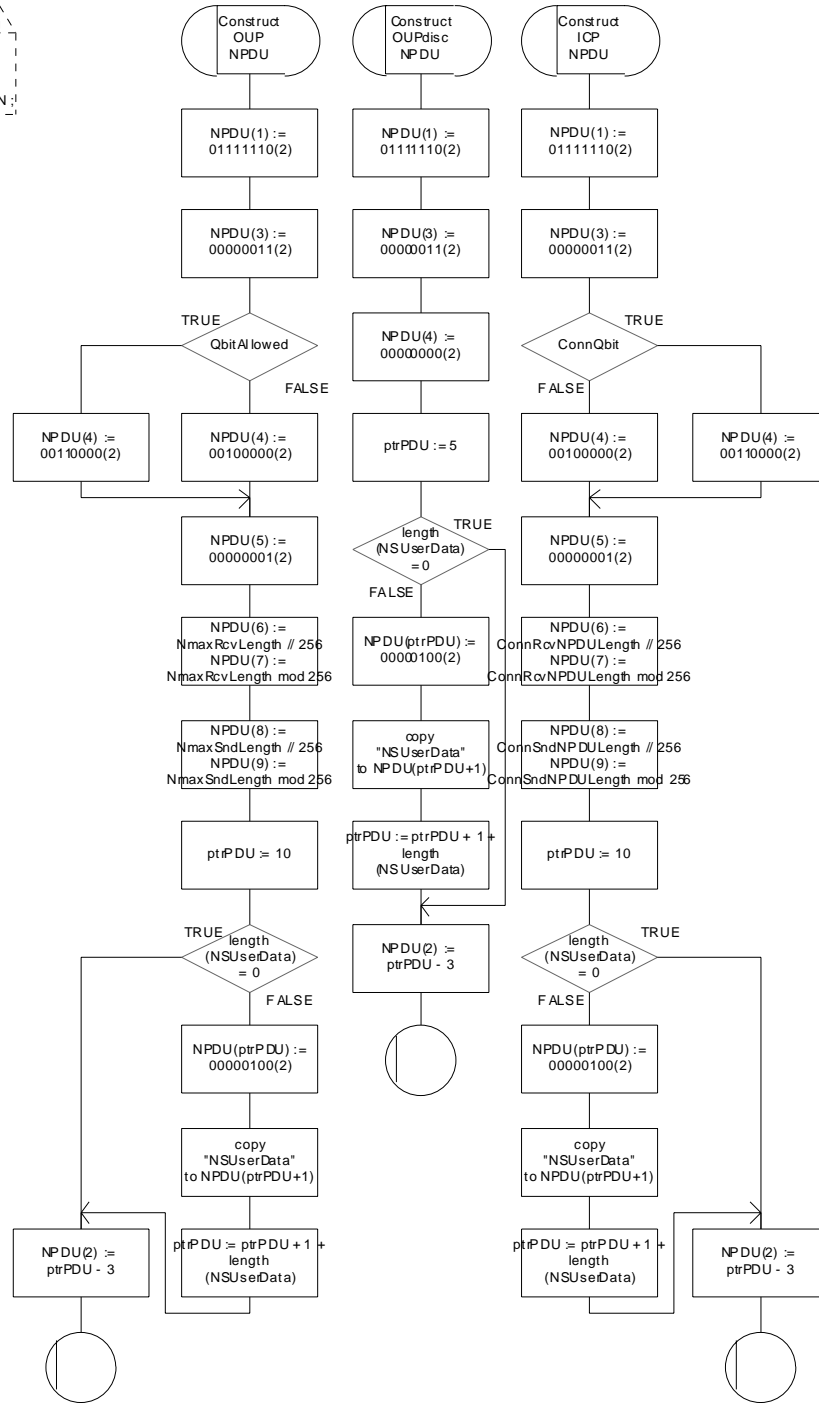 N ;
Construct
OUP
NPDU
NPDU(1) :=
01111110(2)
NPDU(3) :=
00000011(2)
TRUE
QbitAllowed
FALSE
NPDU(4) :=
00110000(2)
NPDU(4) :=
00100000(2)
NPDU(5) :=
00000001(2)
NPDU(6) :=
NmaxRcvLength // 256
NPDU(7) :=
NmaxRcvLength mod 256
NPDU(8) :=
NmaxSndLength // 256
NPDU(9) :=
NmaxSndLength mod 256
ptrPDU := 10
TRUE
length
(NSUserData)
= 0
FALSE
NPDU(ptrPDU) :=
00000100(2)
copy
"NSUserData"
to NPDU(ptrPDU+1)
ptrPDU := ptrPDU + 1 +
length
(NSUserData)
NPDU(2) :=
ptrPDU - 3
Construct
OUPdisc
NPDU
NPDU(1) :=
01111110(2)
NPDU(3) :=
00000011(2)
NPDU(4) :=
00000000(2)
ptrPDU := 5
length
(NSUserData)
= 0
TRUE
FALSE
NPDU(ptrPDU) :=
00000100(2)
copy
"NSUserData"
to NPDU(ptrPDU+1)
ptrPDU := ptrPDU + 1 +
length
(NSUserData)
NPDU(2) :=
ptrPDU - 3
Construct
ICP
NPDU
NPDU(1) :=
01111110(2)
NPDU(3) :=
00000011(2)
TRUE
ConnQbit
FALSE
NPDU(4) :=
00100000(2)
NPDU(4) :=
00110000(2)
NPDU(5) :=
00000001(2)
NPDU(6) :=
ConnRcvNPDULength // 256
NPDU(7) :=
ConnRcvNPDULength mod 256
NPDU(8) :=
ConnSndNPDULength // 256
NPDU(9) :=
ConnSndNPDULength mod 256
ptrPDU := 10
length
(NSUserData)
= 0
TRUE
FALSE
NPDU(ptrPDU) :=
00000100(2)
copy
"NSUserData"
to NPDU(ptrPDU+1)
ptrPDU := ptrPDU + 1 +
length
(NSUserData)
NPDU(2) :=
ptrPDU - 3